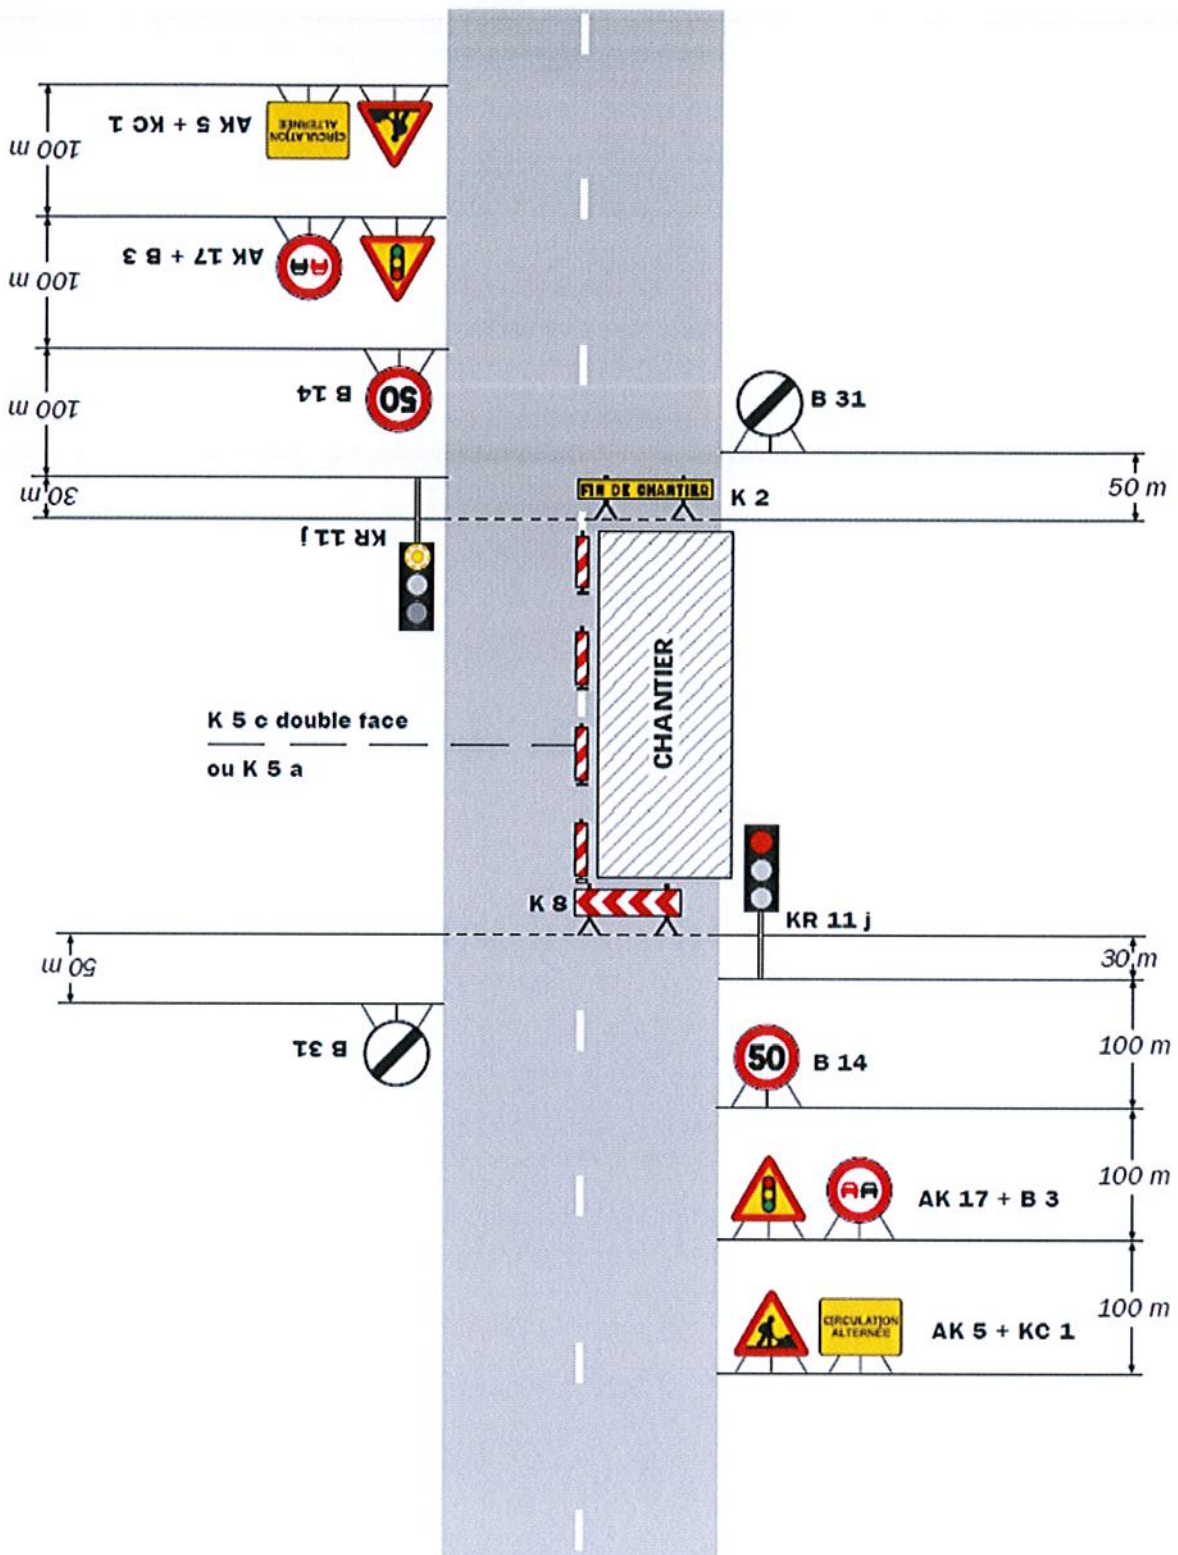 100 m
AK 5 + KC 1
CIRCULATION
ALTERNÉE
100 m
AK 17 + B 3
100 m
B 14
50
B 31
30 m
KR 11 j
FIN DE CHANTIER
K 2
50 m
CHANTIER
K 5 c double face
ou K 5 a
K 8
KR 11 j
50 m
30 m
B 31
50
B 14
100 m
AK 17 + B 3
100 m
CIRCULATION
ALTERNÉE
AK 5 + KC 1
100 m